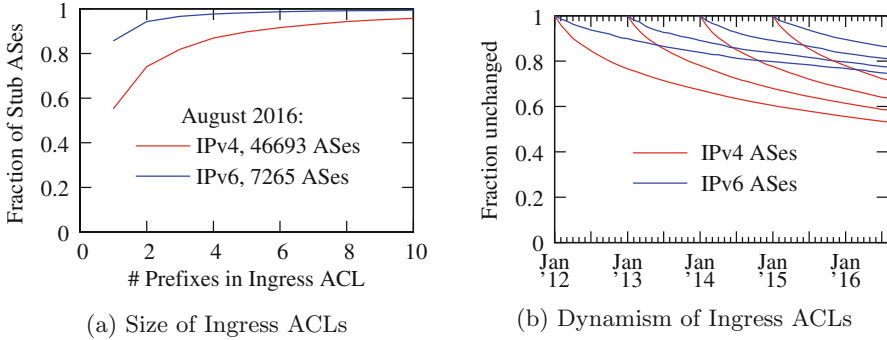 Fraction of Stub ASes
1
0.8
0.6
0.4
0.2
0
August 2016:
IPv4, 46693 ASes
IPv6, 7265 ASes
0 2 4 6 8 10
# Prefixes in Ingress ACL
(a) Size of Ingress ACLs
Fraction unchanged
1
0.8
0.6
0.4
0.2
0
IPv4 ASes
IPv6 ASes
Jan Jan Jan Jan Jan
'12 '13 '14 '15 '16
(b) Dynamism of Ingress ACLs